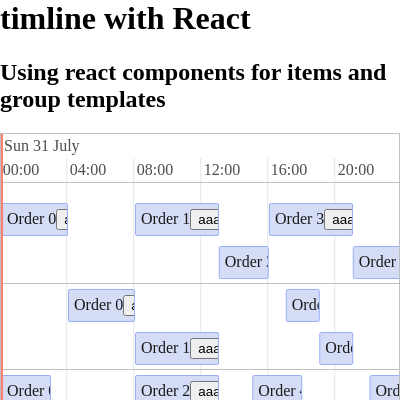 timline with React
Using react components for items and
group templates
Sun 31 July
00:00 04:00 08:00 12:00 16:00 20:00
Order 0 Order 1 aaa Order 3 aaa
Order Order
Order 0
Order 1 aaa
Order Order 2 aaa Order